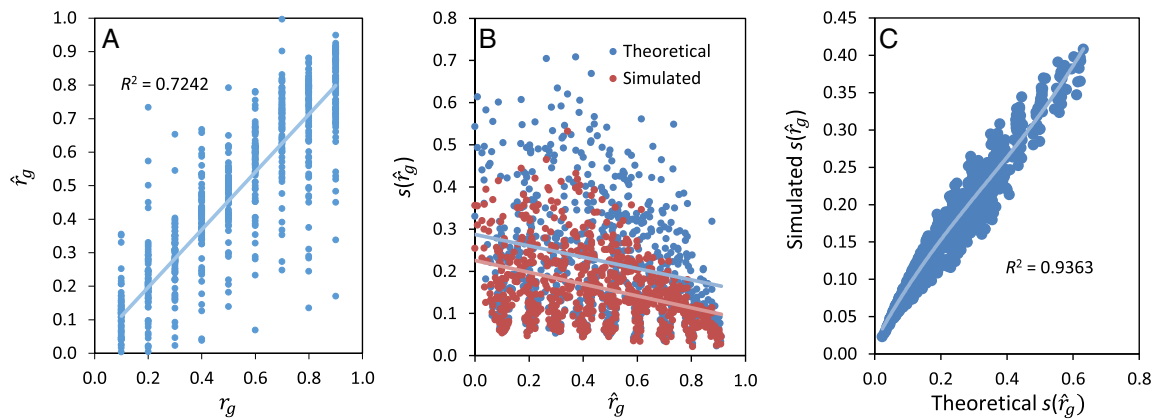 A
R² = 0.7242
1.0
0.9
0.8
0.7
0.6
0.5
0.4
0.3
0.2
0.1
0.0
0.0 0.2 0.4 0.6 0.8 1.0
r̂g
rg
B
Theoretical
Simulated
0.8
0.7
0.6
0.5
0.4
0.3
0.2
0.1
0.0
0.0 0.2 0.4 0.6 0.8 1.0
s(r̂g)
r̂g
C
R² = 0.9363
0.45
0.40
0.35
0.30
0.25
0.20
0.15
0.10
0.05
0.00
0.0 0.2 0.4 0.6 0.8
Simulated s(r̂g)
Theoretical s(r̂g)